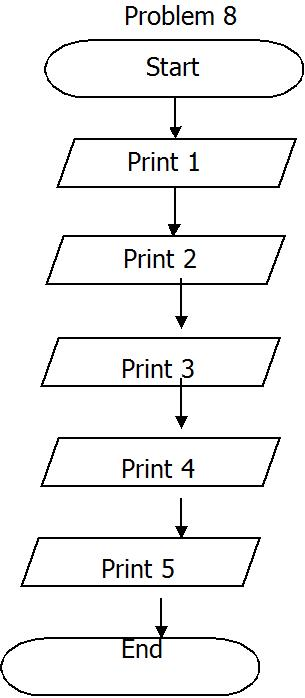 Problem 8
Start
Print 1
Print 2
Print 3
Print 4
Print 5
End